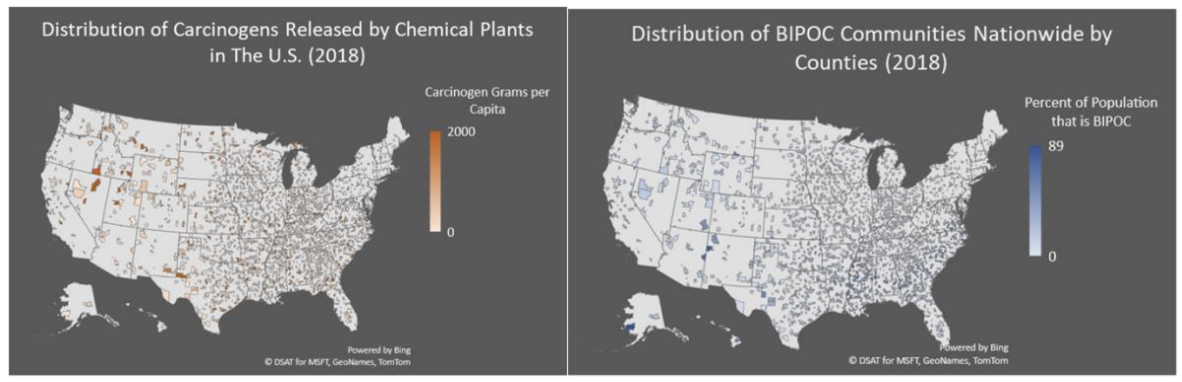 Distribution of Carcinogens Released by Chemical Plants
in The U.S. (2018)
Carcinogen Grams per
Capita
2000
0
Powered by Bing
© DSAT for MSFT, GeoNames, TomTom
Distribution of BIPOC Communities Nationwide by
Counties (2018)
Percent of Population
that is BIPOC
89
0
Powered by Bing
© DSAT for MSFT, GeoNames, TomTom